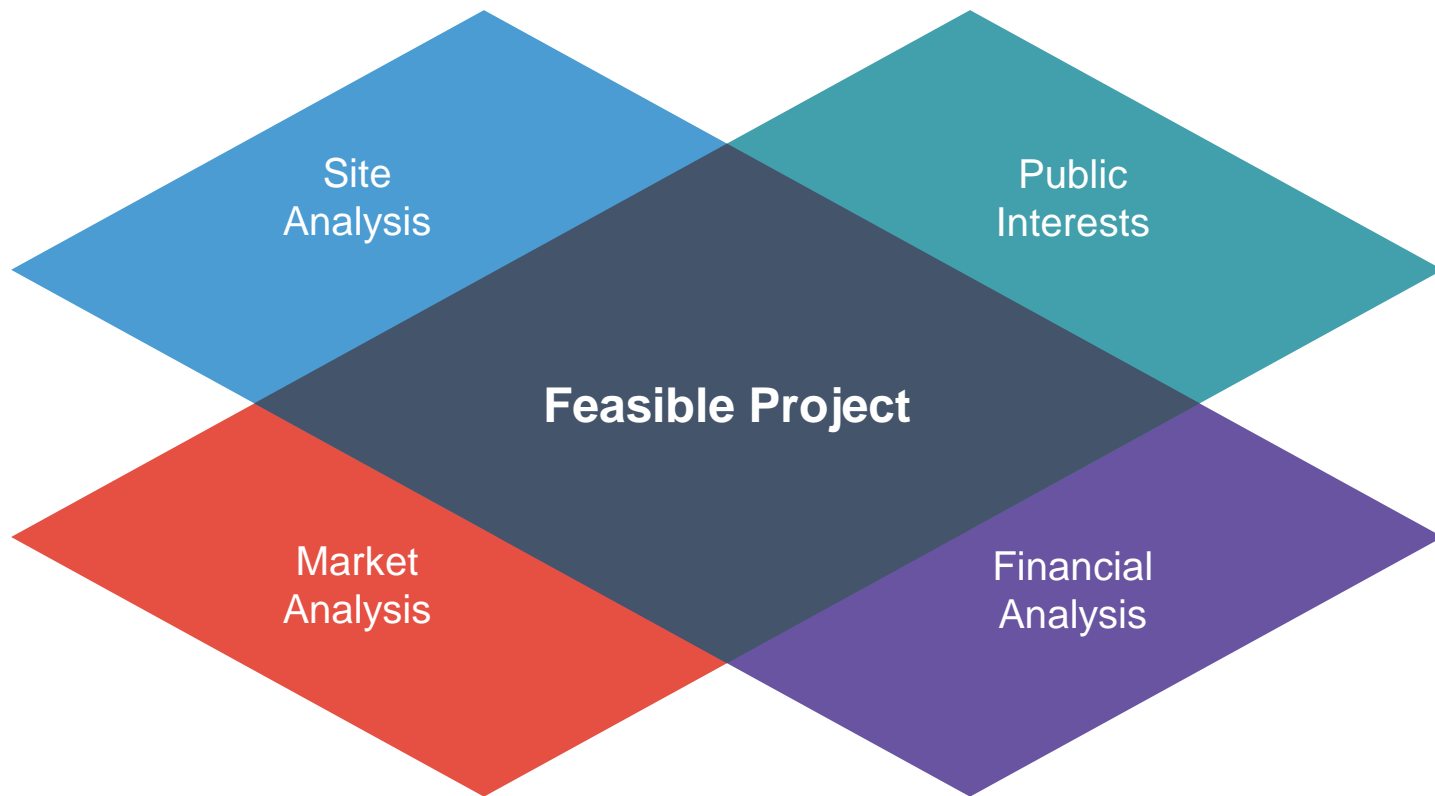 Site
Analysis
Public
Interests
Feasible Project
Market
Analysis
Financial
Analysis